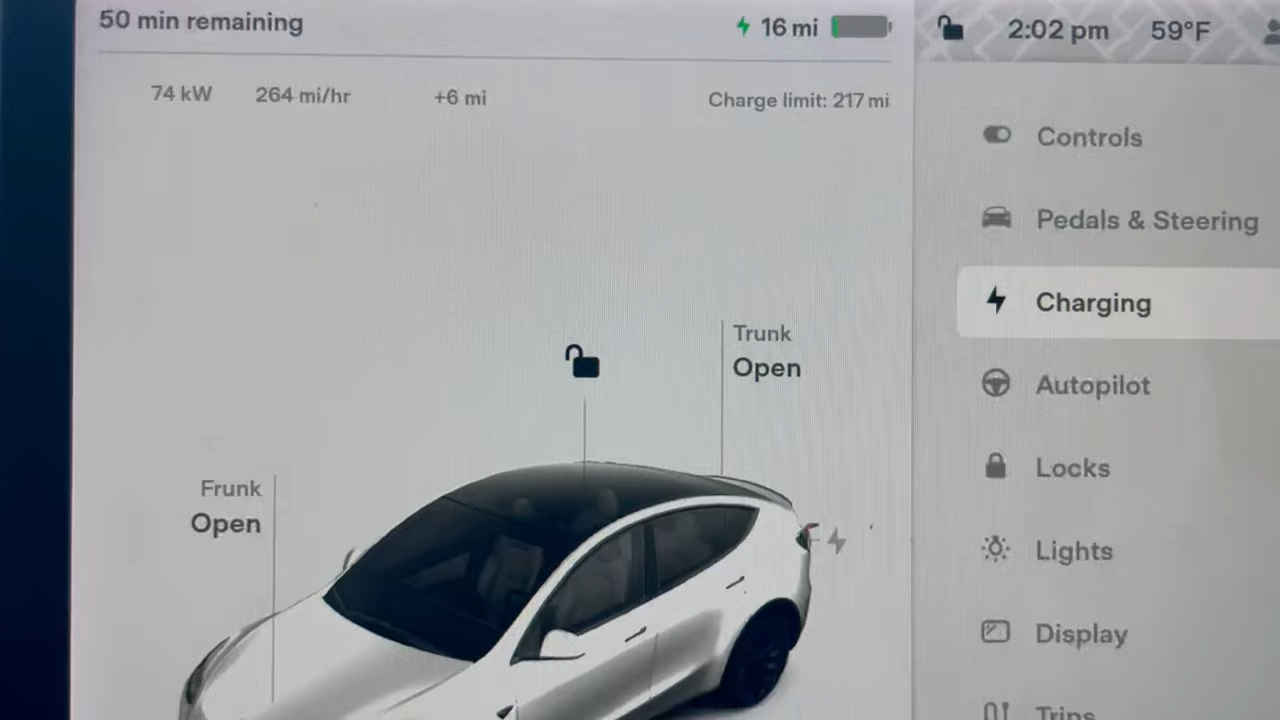 50 min remaining
16 mi
2:02 pm
59°F
74 kW
264 mi/hr
+6 mi
Charge limit: 217 mi
Controls
Pedals & Steering
Charging
Trunk
Open
Autopilot
Locks
Frunk
Open
Lights
Display
Trips